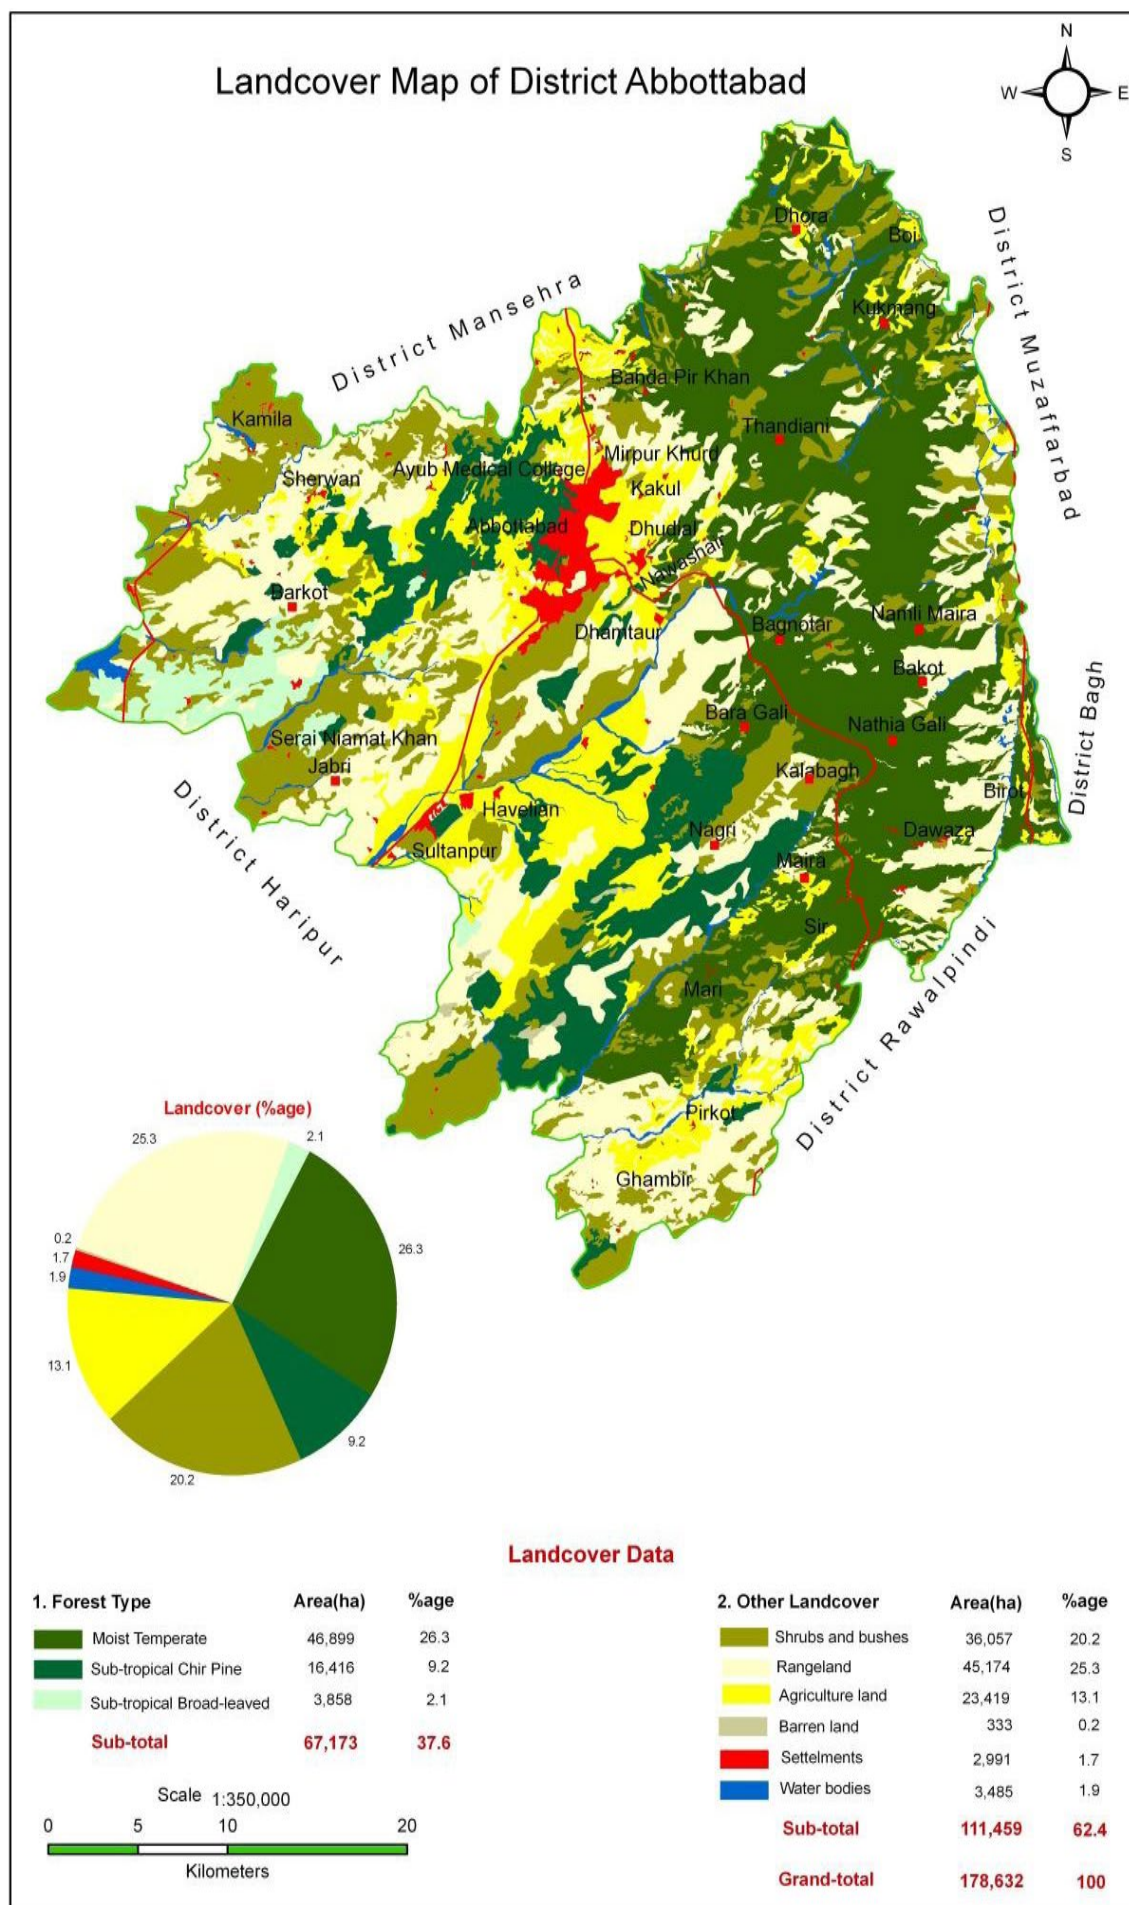 N
Landcover Map of District Abbottabad
W
E
S
Dhora
Boi
District Muzaffarbad
Kukmang
District Mansehra
Banda Pir Khan
Kamila
Thandiani
Mirpur Khurd
Ayub Medical College
Sherwan
Kakul
Abbottabad
Dhudial
Nawashair
Barkot
Namli Maira
Bagnotar
Dhamtaur
Bakot
District Bagh
Bara Gali
Nathia Gali
Serai Niamat Khan
Jabri
Kalabagh
Birot
Havelian
Nagri
Dawaza
Sultanpur
Maira
District Haripur
Sir
Mari
District Rawalpindi
Pirkot
Ghambir
Landcover (%age)
25.3
2.1
0.2
1.7
1.9
26.3
13.1
9.2
20.2
Landcover Data
1. Forest Type Area(ha) %age
Moist Temperate 46,899 26.3
Sub-tropical Chir Pine 16,416 9.2
Sub-tropical Broad-leaved 3,858 2.1
Sub-total 67,173 37.6
Scale 1:350,000
0 5 10 20
Kilometers
2. Other Landcover Area(ha) %age
Shrubs and bushes 36,057 20.2
Rangeland 45,174 25.3
Agriculture land 23,419 13.1
Barren land 333 0.2
Settelments 2,991 1.7
Water bodies 3,485 1.9
Sub-total 111,459 62.4
Grand-total 178,632 100